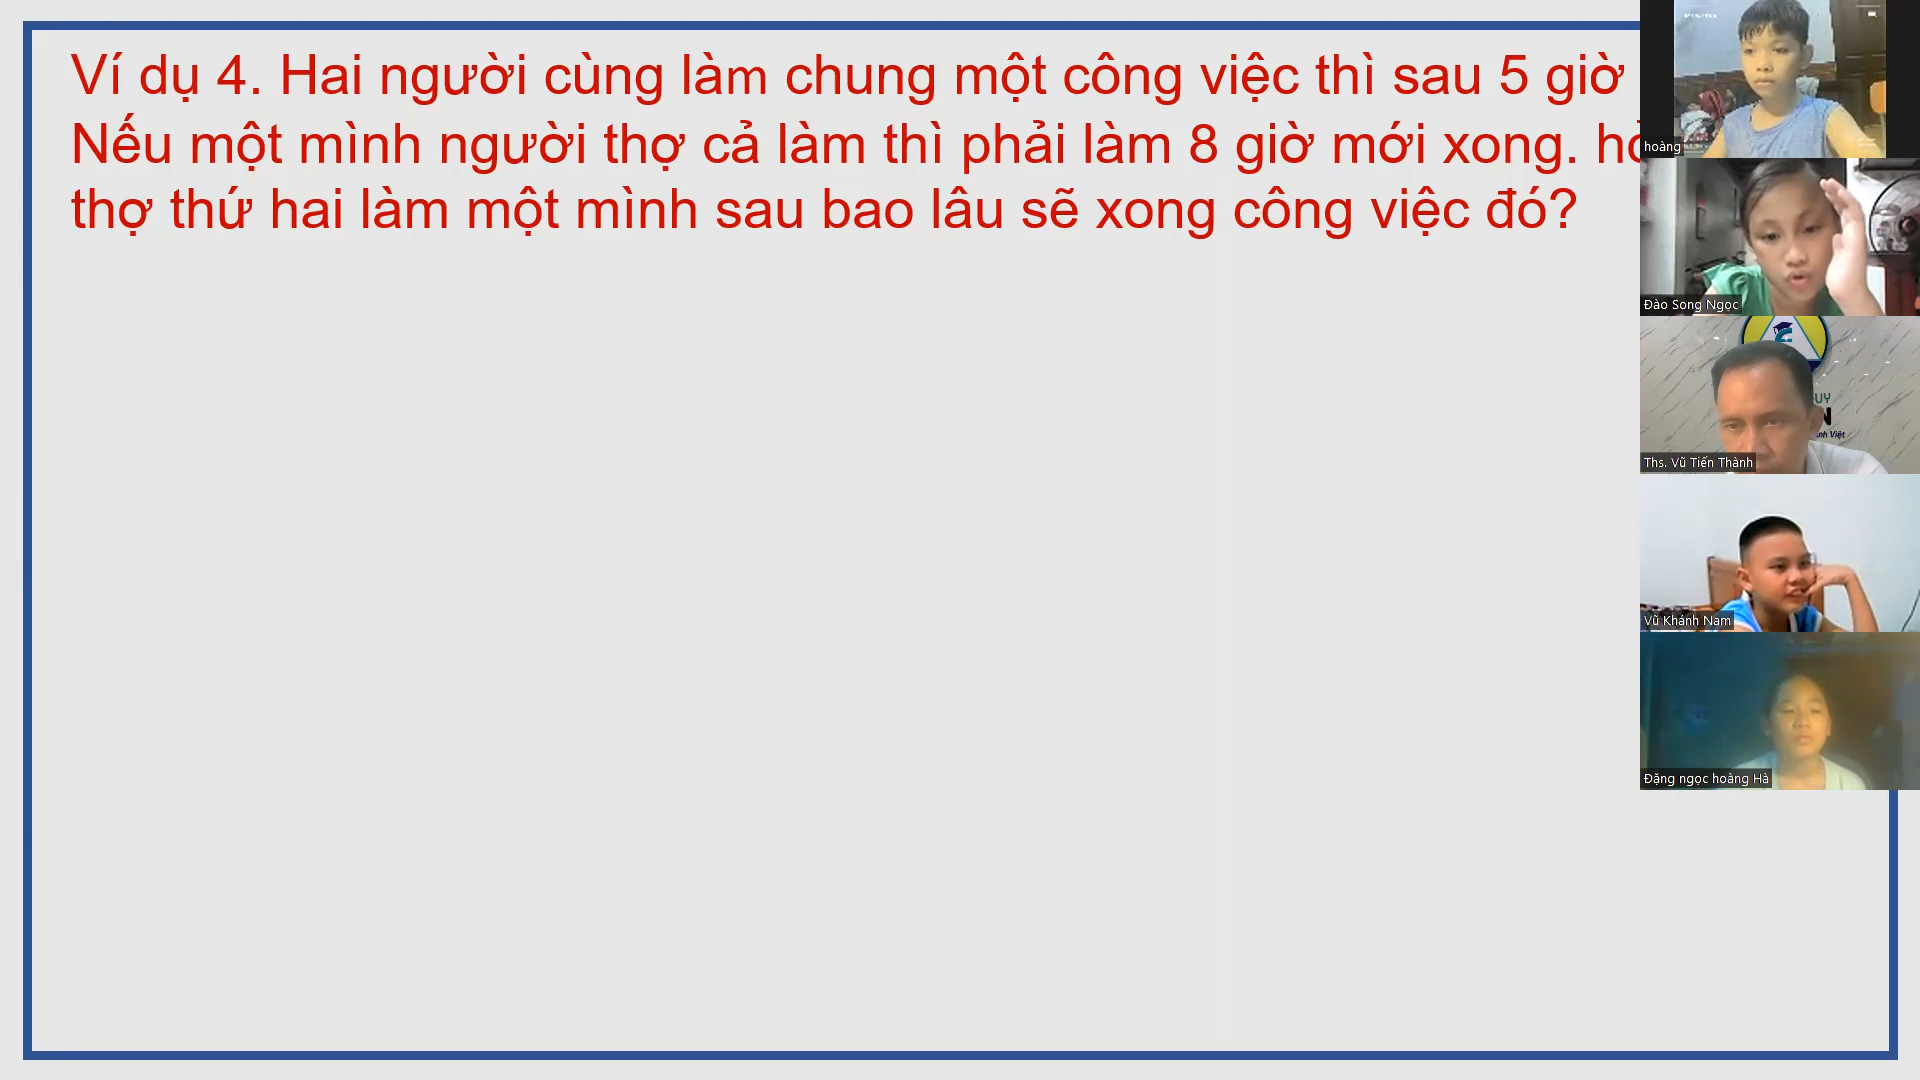 Ví dụ 4. Hai người cùng làm chung một công việc thì sau 5 giờ
Nếu một mình người thợ cả làm thì phải làm 8 giờ mới xong.
thợ thứ hai làm một mình sau bao lâu sẽ xong công việc đó?
hoàng
Đào Song Ngọc
Ths. Vũ Tiến Thành
Vũ Khánh Nam
Đặng ngọc hoàng Hà